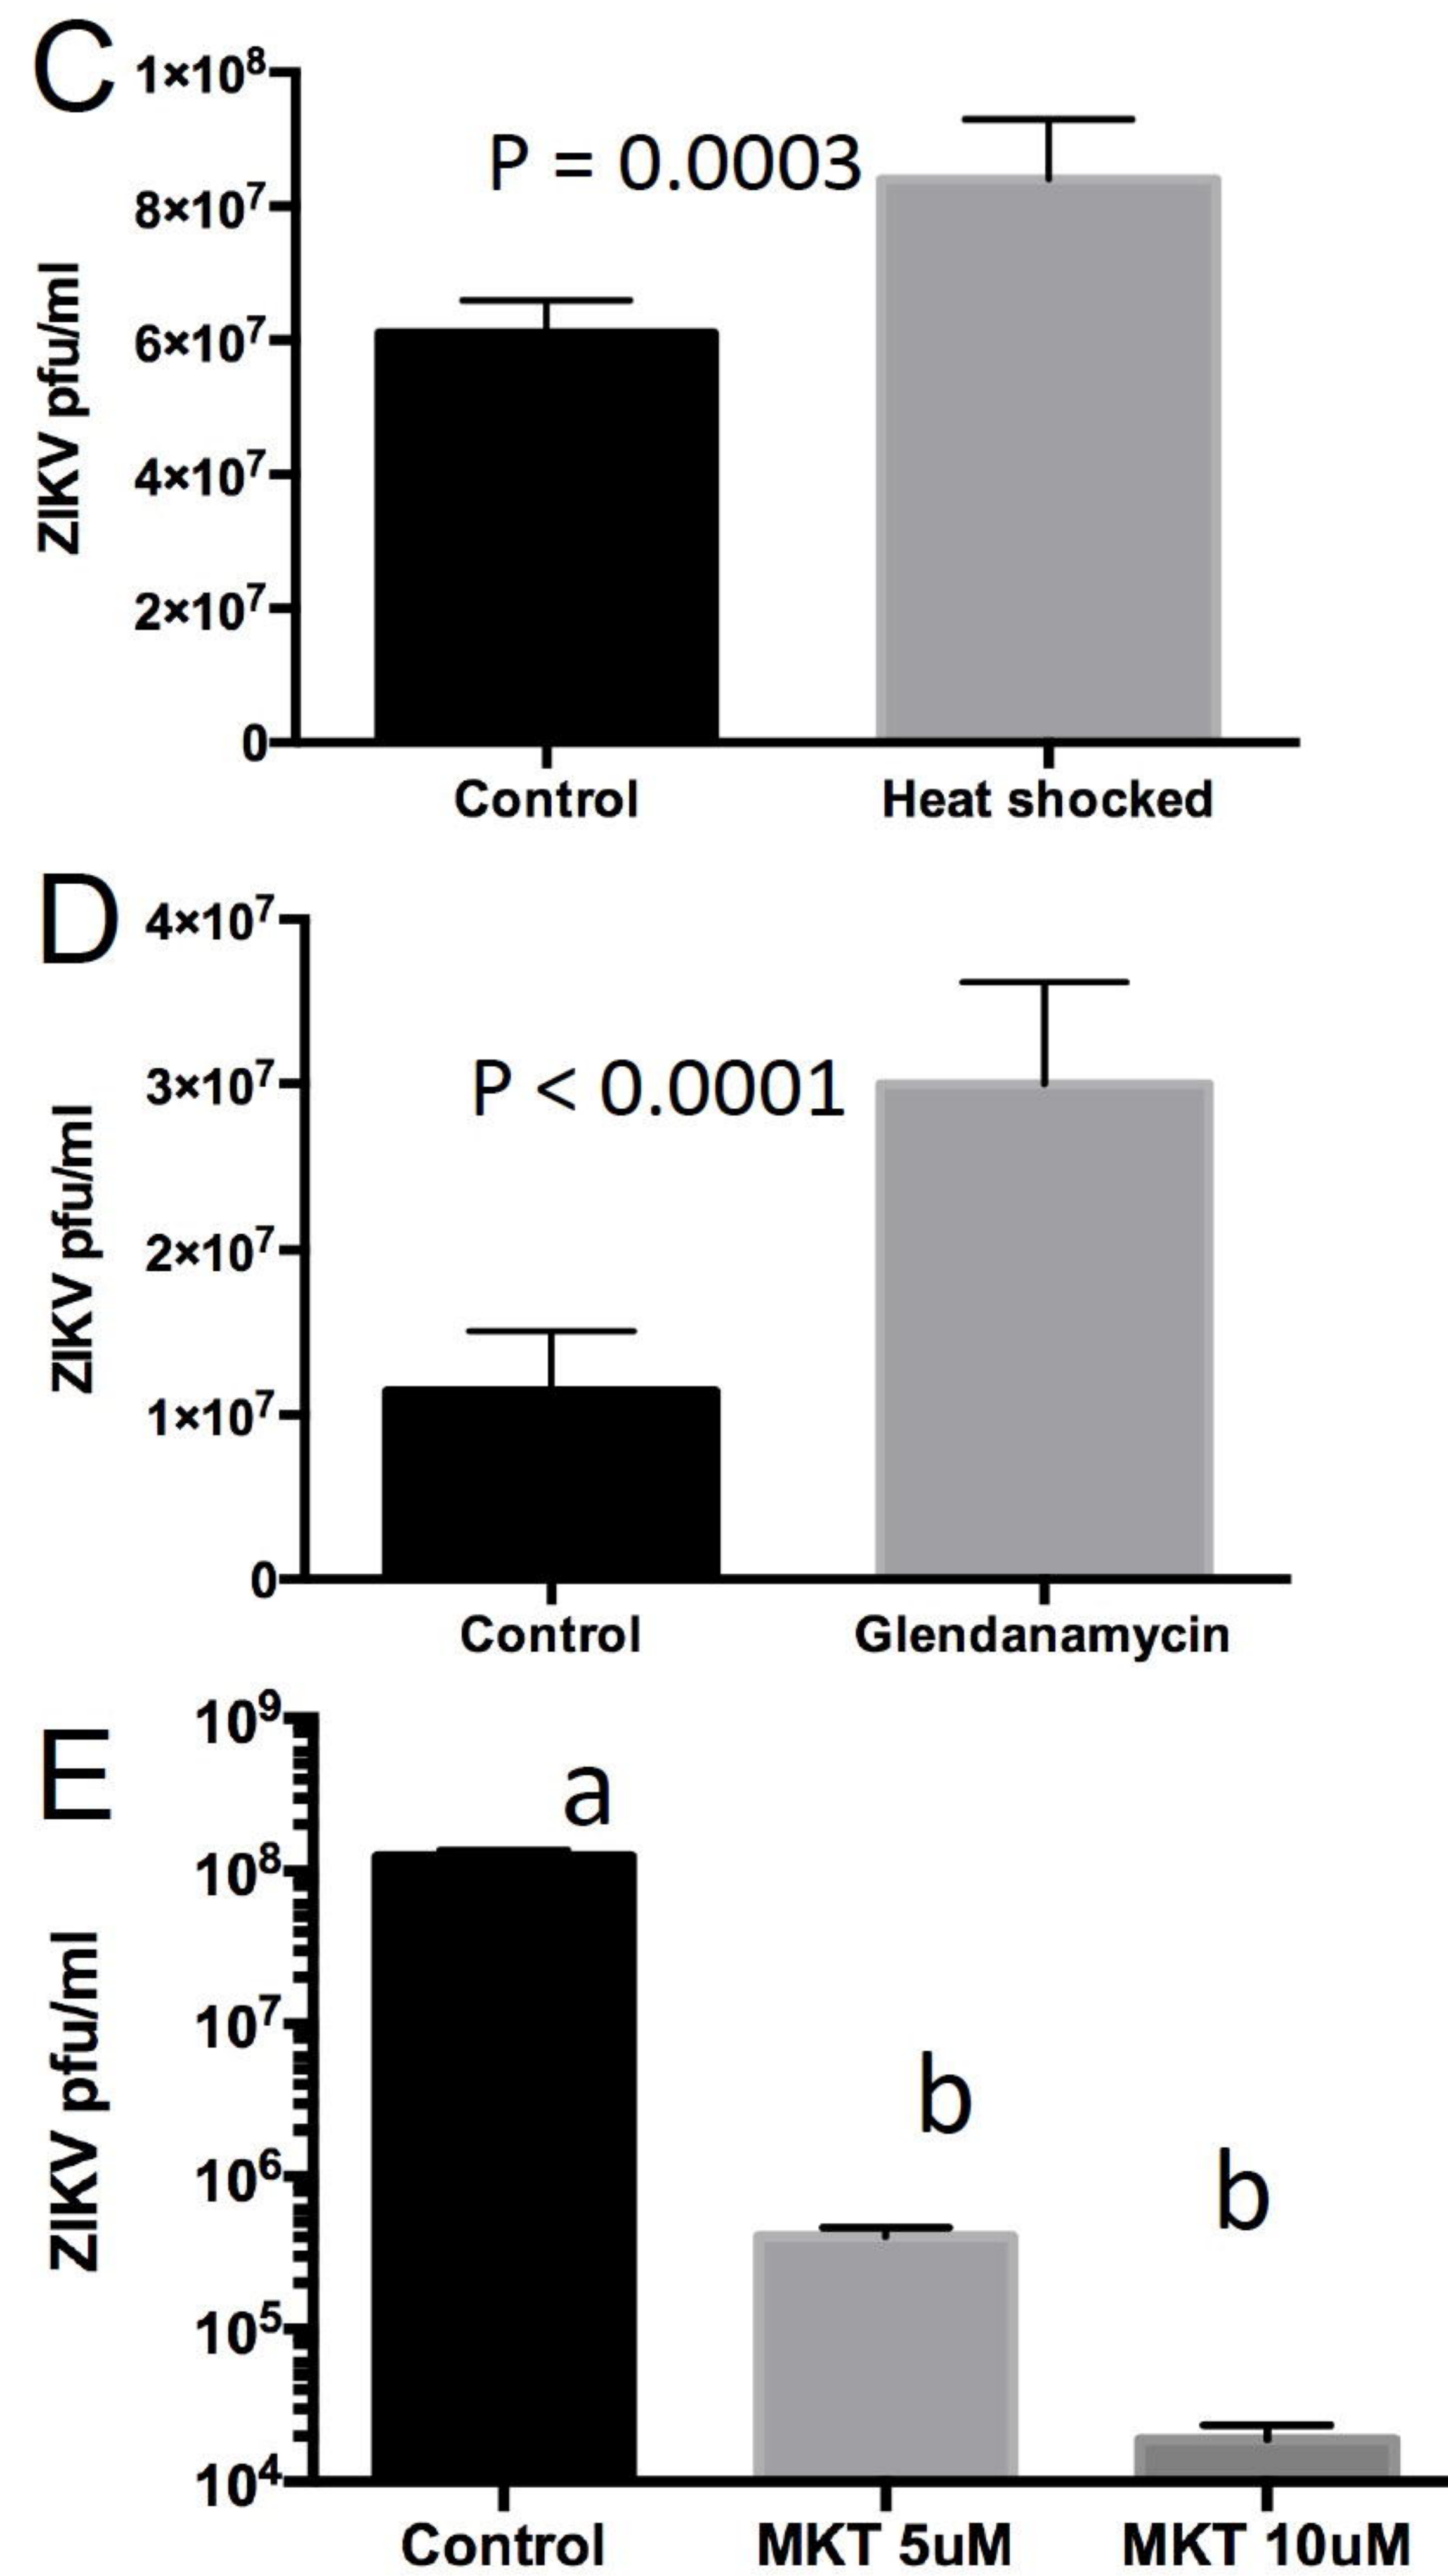 C
1×10⁸
8×10⁷
6×10⁷
4×10⁷
2×10⁷
0
ZIKV pfu/ml
P = 0.0003
Control
Heat shocked
D
4×10⁷
3×10⁷
2×10⁷
1×10⁷
0
ZIKV pfu/ml
P < 0.0001
Control
Glendanamycin
E
10⁹
10⁸
10⁷
10⁶
10⁵
10⁴
ZIKV pfu/ml
a
b
b
Control
MKT 5uM
MKT 10uM